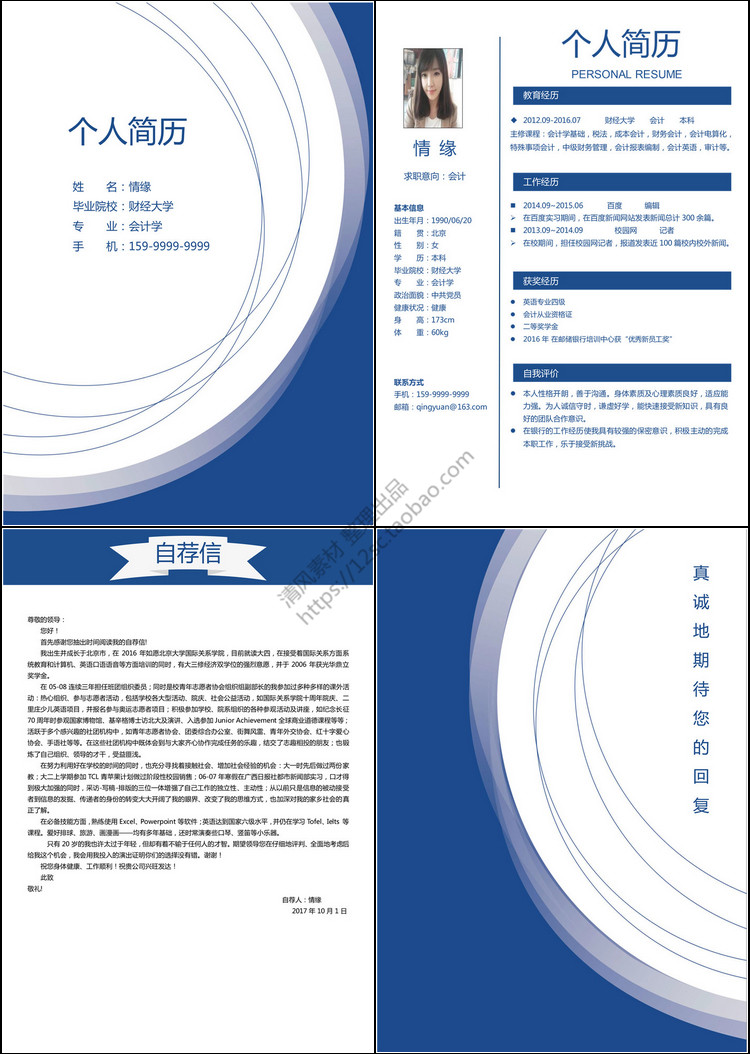 个人简历
姓 名：情缘
毕业院校：财经大学
专 业：会计学
手 机：159-9999-9999
情 缘
求职意向：会计
基本信息
出生年月：1990/06/20
籍 贯：北京
性 别：女
学 历：本科
毕业院校：财经大学
专 业：会计学
政治面貌：中共党员
健康状况：健康
身 高：173cm
体 重：60kg
联系方式
手机：159-9999-9999
邮箱：qingyuan@163.com
个人简历
PERSONAL RESUME
教育经历
◆ 2012.09-2016.07 财经大学 会计 本科
主修课程：会计学基础，税法，成本会计，财务会计，会计电算化，
特殊事项会计，中级财务管理，会计报表编制，会计英语，审计等。
工作经历
■ 2014.09~2015.06 百度 编辑
➢ 在百度实习期间，在百度新闻网站发表新闻总计 300 余篇。
■ 2013.09~2014.09 校园网 记者
➢ 在校期间，担任校园网记者，报道发表近 100 篇校内校外新闻。
获奖经历
● 英语专业四级
● 会计从业资格证
● 二等奖学金
● 2016 年 在邮储银行培训中心获“优秀新员工奖”
自我评价
● 本人性格开朗，善于沟通。身体素质及心理素质良好，适应能
力强。为人诚信守时，谦虚好学，能快速接受新知识，具有良
好的团队合作意识。
● 在银行的工作经历使我具有较强的保密意识，积极主动的完成
本职工作，乐于接受新挑战。
自荐信
尊敬的领导：
您好！
首先感谢您抽出时间阅读我的自荐信!
我出生并成长于北京市，在 2016 年如愿北京大学国际关系学院，目前就读大四，在接受着国际关系方面系
统教育和计算机、英语口语语音等方面培训的同时，有大三修经济双学位的强烈意愿，并于 2006 年获光华鼎立
奖学金。
在 05-08 连续三年担任班团组织委员；同时是校青年志愿者协会组织组副部长的我参加过多种多样的课外活
动：热心组织、参与志愿者活动，包括学校各大型活动、院庆、社会公益活动，如国际关系学院十周年院庆、二
里庄少儿英语项目，并报名参与奥运志愿者项目；积极参加学校、院系组织的各种参观活动及讲座，如纪念长征
70 周年时参观国家博物馆、基辛格博士访北大及演讲、入选参加 Junior Achievement 全球商业道德课程等等；
活跃于多个感兴趣的社团机构中，如青年志愿者协会、团委综合办公室、街舞风雷、青年外交协会、红十字爱心
协会、手语社等等。在这些社团机构中既体会到与大家齐心协作完成任务的乐趣，结交了志趣相投的朋友；也锻
炼了自己组织、领导的才干，受益匪浅。
在努力利用好在学校的时间的同时，也充分寻找着接触社会、增加社会经验的机会：大一时先后做过两份家
教；大二上学期参加 TCL 青苹果计划做过阶段性校园销售；06-07 年寒假在广西日报社都市新闻部实习，口才得
到极大加强的同时，采访-写稿-排版的三位一体增强了自己工作的独立性、主动性；从以前只是信息的被动接受
者到信息的发掘、传递者的身份的转变大大开阔了我的眼界、改变了我的思维方式，也加深对我的家乡社会的真
正了解。
在必备技能方面，熟练使用 Excel、Powerpoint 等软件；英语达到国家六级水平，并仍在学习 Tofel、Ielts 等
课程。爱好排球、旅游、画漫画——均有多年基础，还时常演奏些口琴、竖笛等小乐器。
只有 20 岁的我也许太过于年轻，但却有着不输于任何人的才智。期望领导您在仔细地评判、全面地考虑后
给我这个机会，我会用我投入的演出证明你们的选择没有错。谢谢！
祝您身体健康、工作顺利！祝贵公司兴旺发达！
此致
敬礼!
自荐人：情缘
2017 年 10 月 1 日
真诚地期待您的回复
清风素材 整理出品
https://12sc.taobao.com